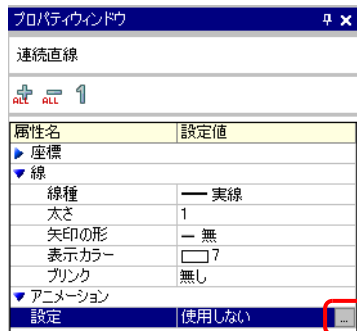 プロパティウィンドウ
連続直線
ALL ALL 1
属性名 設定値
座標
線
線種 実線
太さ 1
矢印の形 無
表示カラー 7
ブリンク 無し
アニメーション
設定 使用しない ...